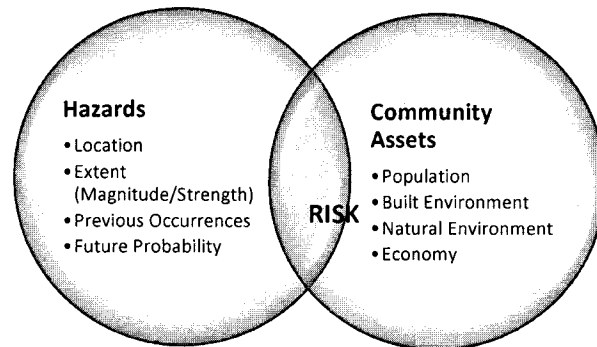 Hazards
• Location
• Extent
(Magnitude/Strength)
• Previous Occurrences
• Future Probability
RISK
Community
Assets
• Population
• Built Environment
• Natural Environment
• Economy